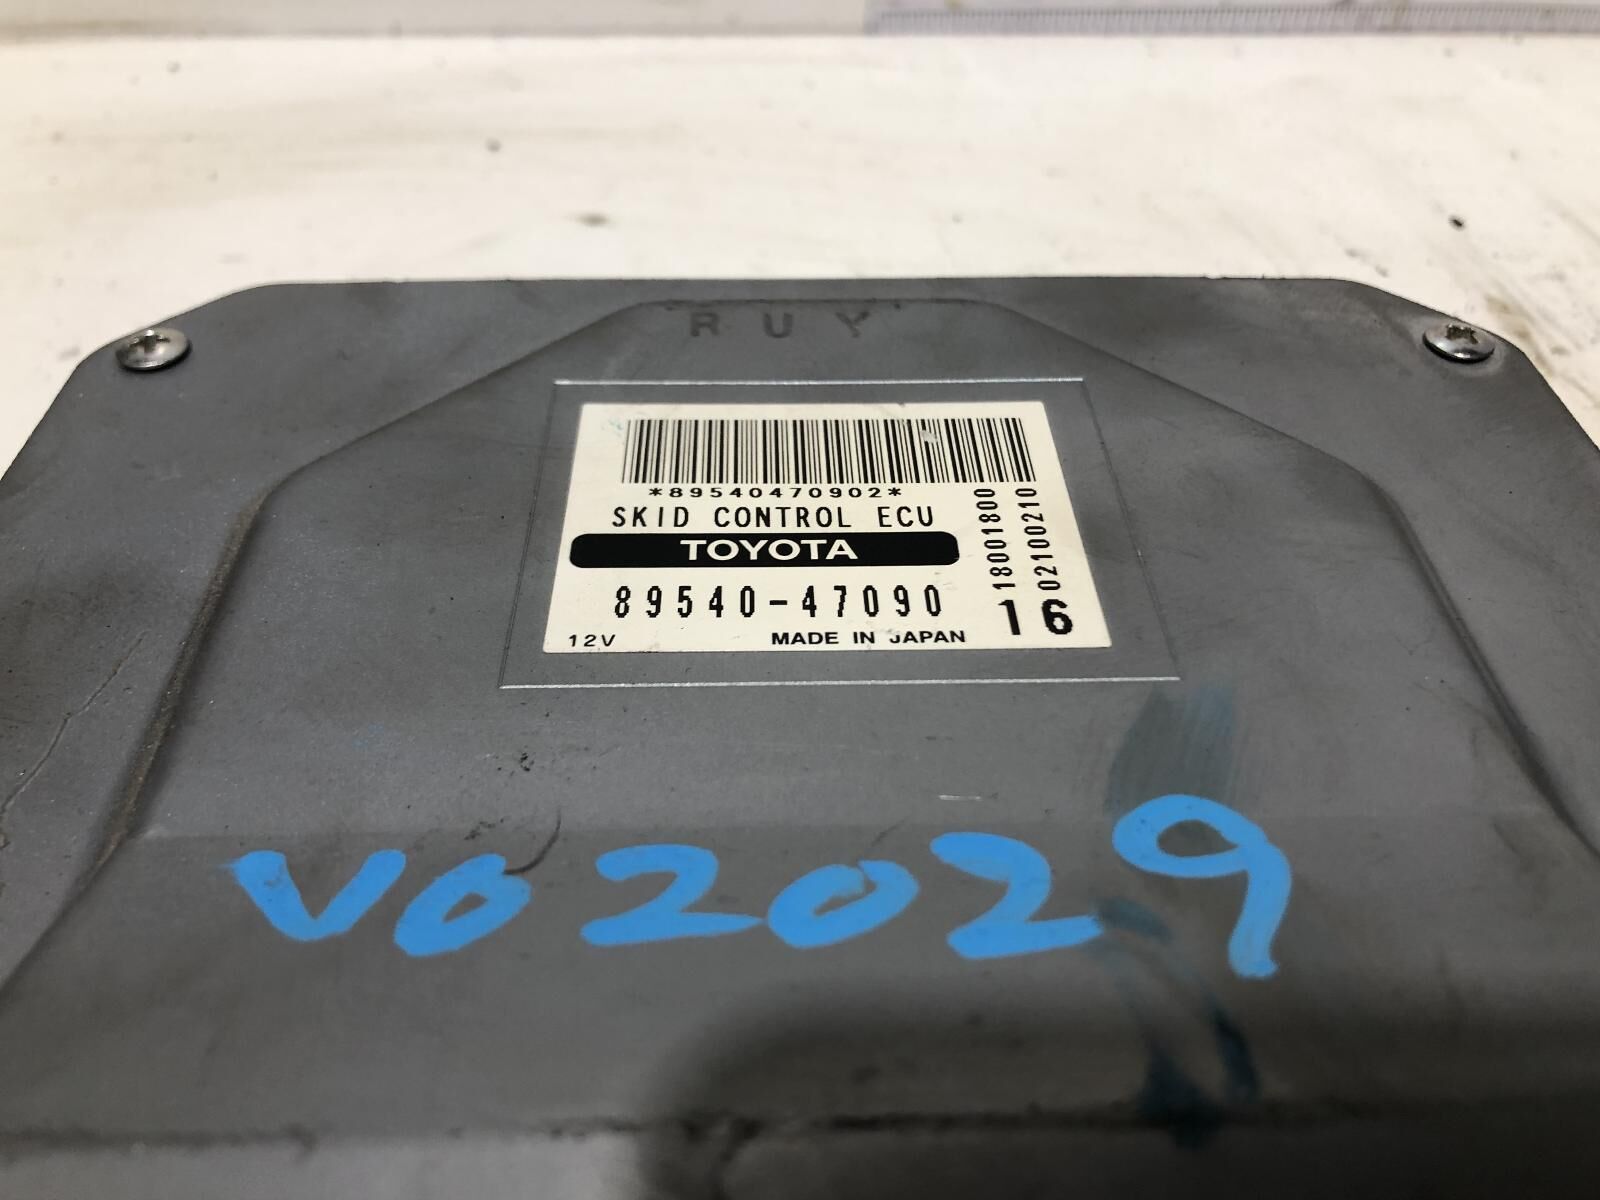 RUY
*89540470902*
SKID CONTROL ECU
TOYOTA
89540-47090
12V MADE IN JAPAN
18001800
02100210
16
V02029